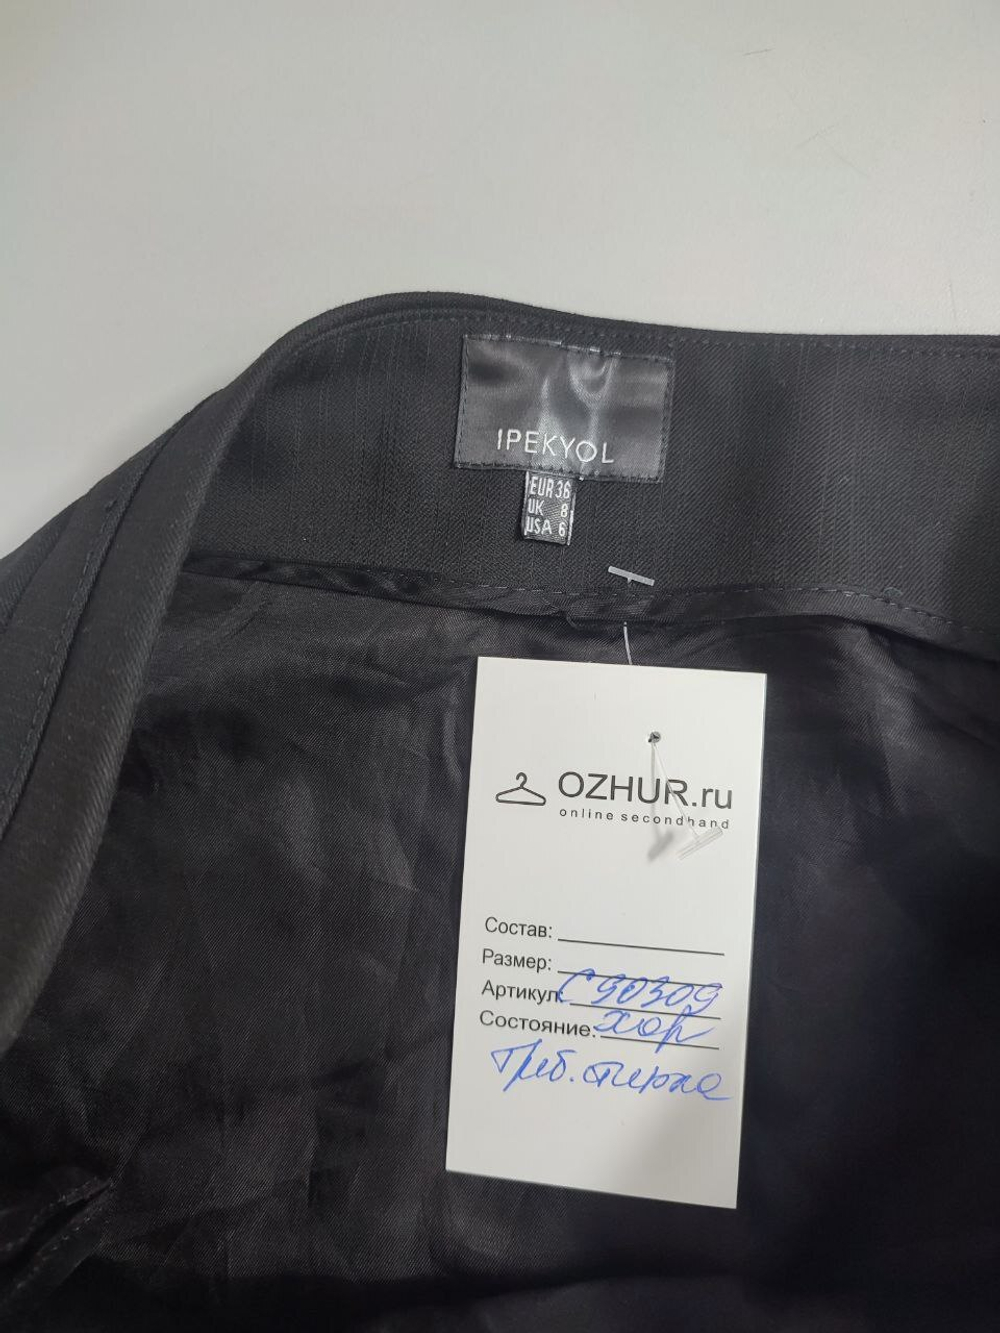 IPEKYOL
EUR 36
UK 8
USA 6
OZHUR.ru
online secondhand
Состав:
Размер:
Артикул: С90309
Состояние: хор
Треб. стирка